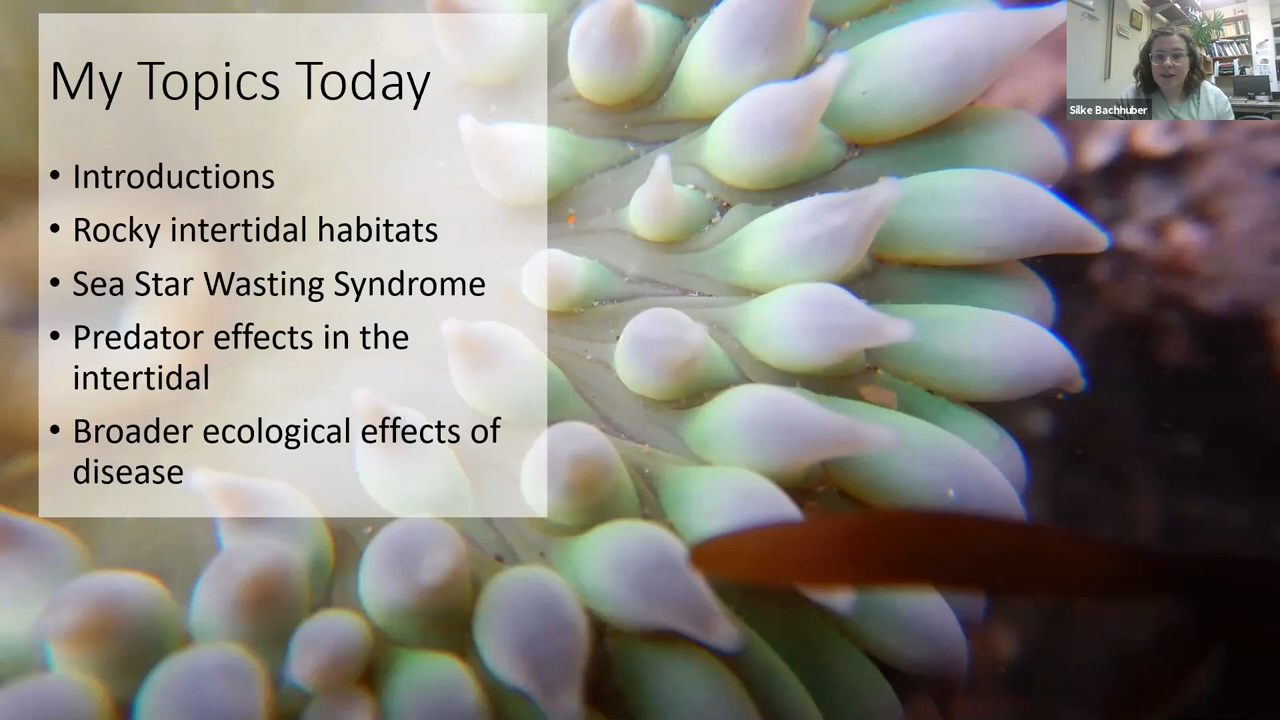 My Topics Today
• Introductions
• Rocky intertidal habitats
• Sea Star Wasting Syndrome
• Predator effects in the
intertidal
• Broader ecological effects of
disease
Silke Bachhuber